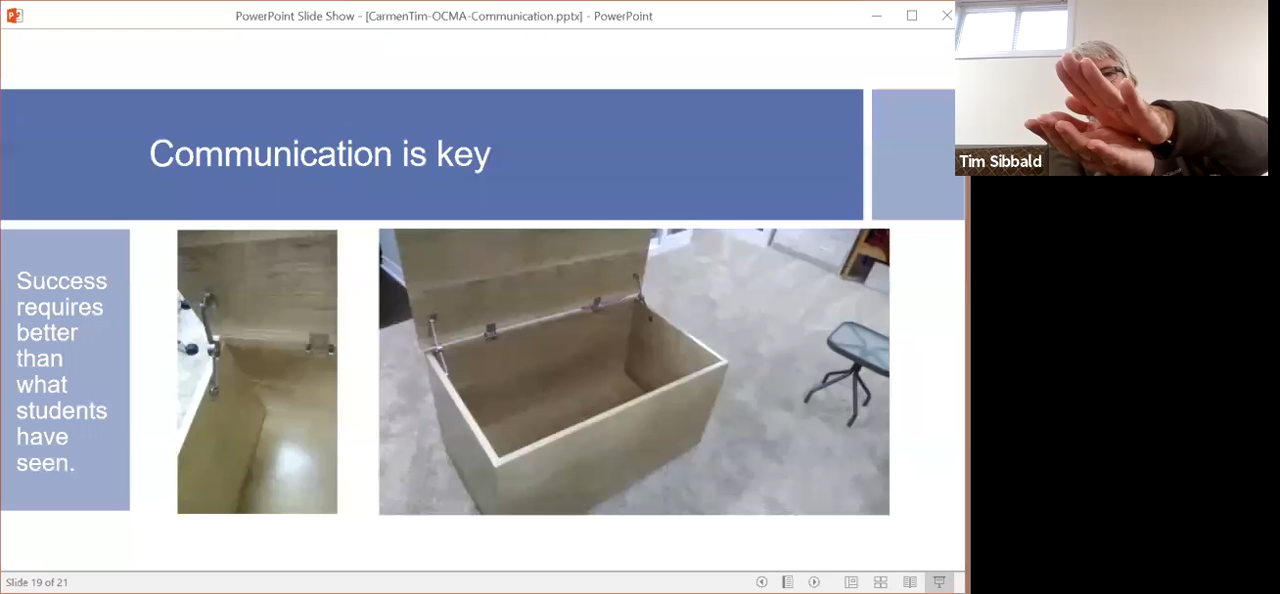 PowerPoint Slide Show - [CarmenTim-OCMA-Communication.pptx] - PowerPoint
Tim Sibbald
Communication is key
Success
requires
better
than
what
students
have
seen.
Slide 19 of 21